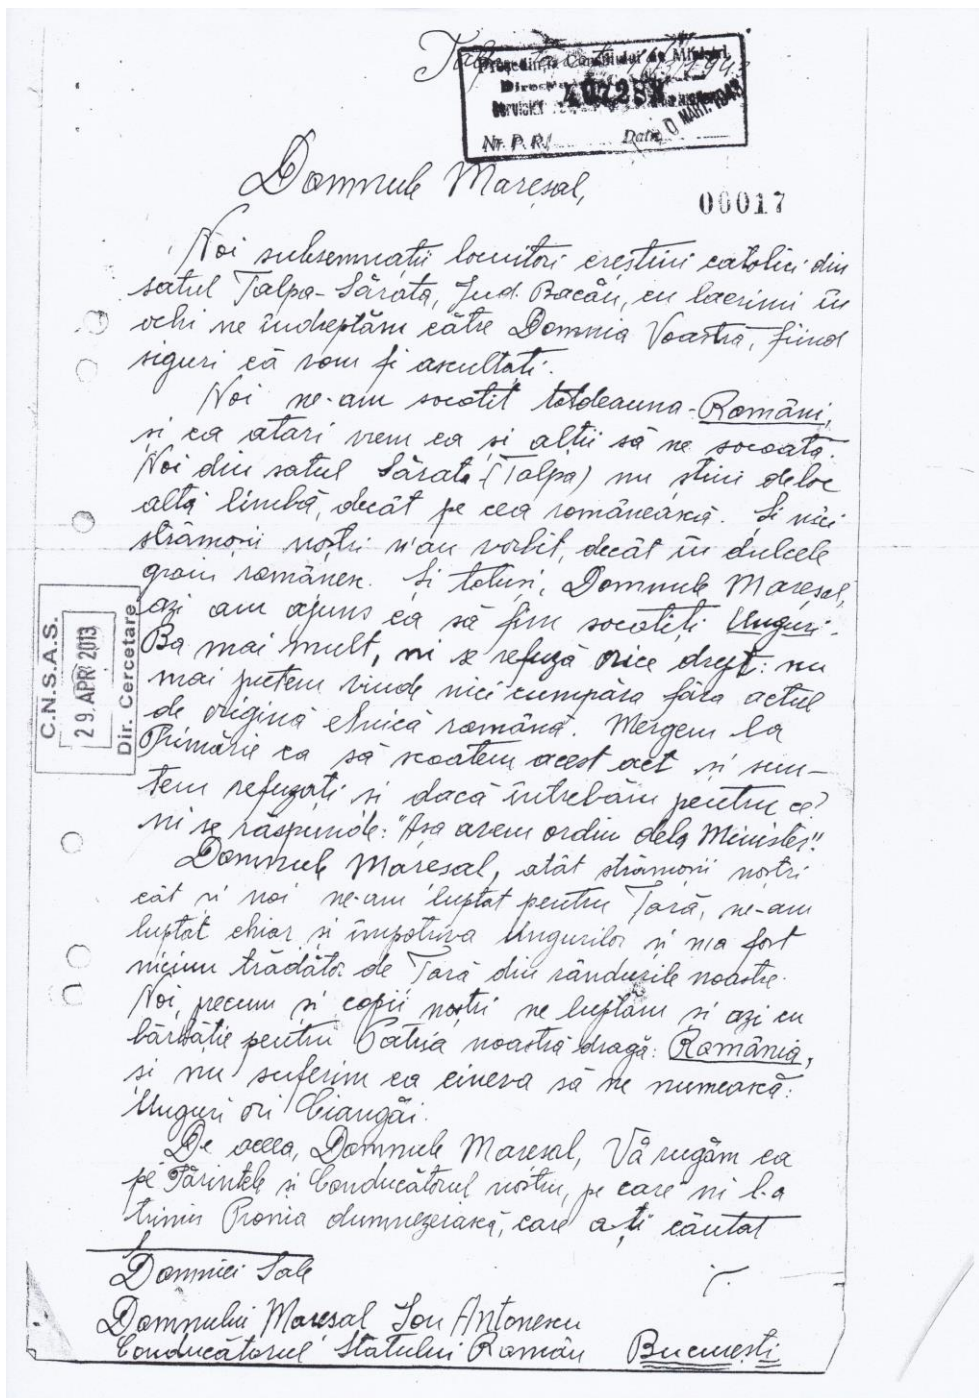 Președinția Consiliului de Miniștri
40728
Nr. P. R. Data MART. 1943
Domnule Mareșal,
00017
Noi subsemnații locuitori creștini catolici din
satul Talpa-Sărata, Jud. Bacău, cu lacrimi în
ochi ne îndreptăm către Domnia Voastră, fiind
siguri că vom fi ascultați.
Noi ne-am socotit totdeauna - Români,
și ca atari vrem ca și alții să ne socoată.
Noi din satul Sărata (Talpa) nu știm deloc
altă limbă, decât pe cea românească. Și nici
strămoșii noștri n'au vorbit, decât în dulcele
graiu românesc. Și totuși, Domnule Mareșal,
azi am ajuns ca să fim socotiți Unguri.
Ba mai mult, ni se refuză orice drept: nu
mai putem vinde nici cumpăra fără actul
de origină etnică română. Mergem la
Primărie ca să scoatem acest act și sun-
tem refuzați și dacă întrebăm pentru ce?
ni se răspunde: "Așa avem ordin dela Minister".
Domnule Mareșal, atât strămoșii noștri
cât și noi ne-am luptat pentru Țară, ne-am
luptat chiar și împotriva Ungurilor și n'a fost
niciun trădător de Țară din rândurile noastre.
Noi, precum și copii noștri ne luptăm și azi cu
bărbăție pentru Patria noastră dragă: România,
și nu suferim ca cineva să ne numească:
Unguri ori Ciangăi.
De aceea, Domnule Mareșal, Vă rugăm ca
pe Părintele și Conducătorul nostru, pe care ni l-a
trimis Pronia dumnezeiască, care a-ți căutat
Domniei Sale
Domnului Mareșal Ion Antonescu
Conducătorul Statului Român București
C.N.S.A.S.
29. APR. 2013
Dir. Cercetare